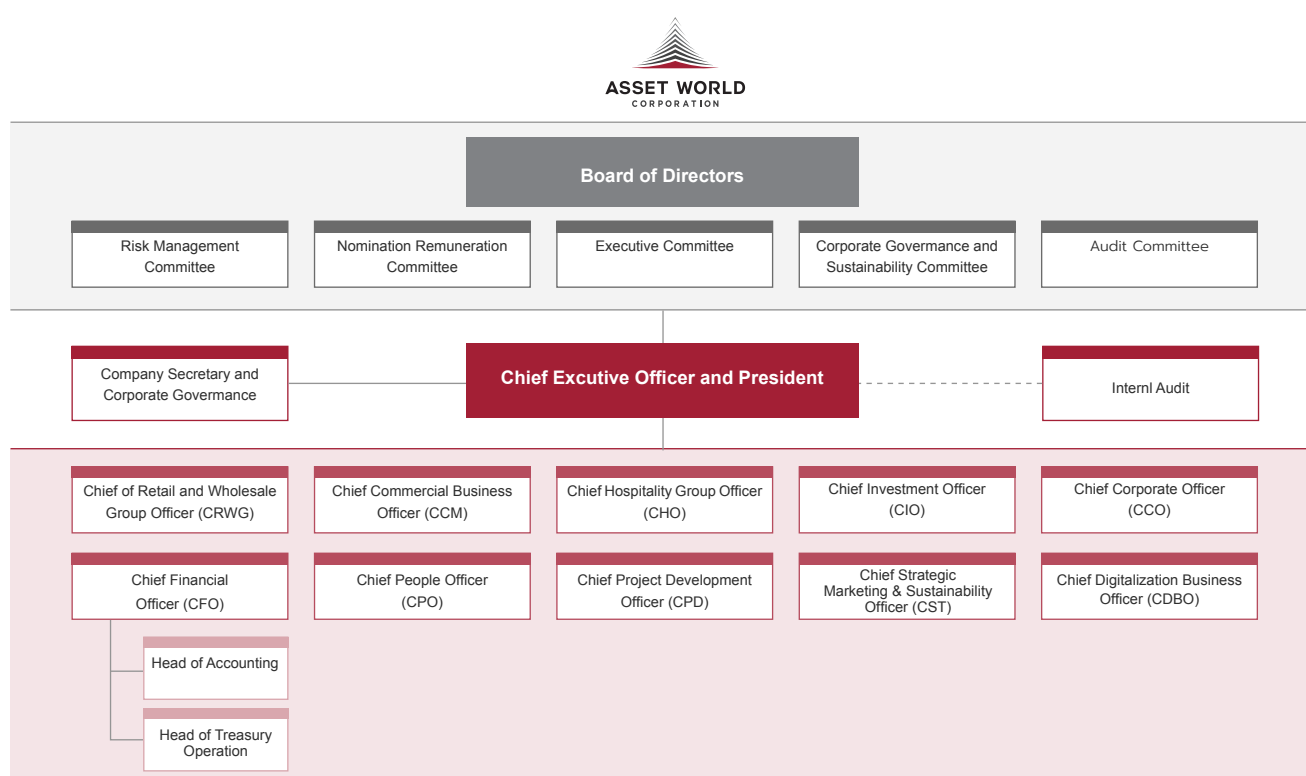 ASSET WORLD
CORPORATION
Board of Directors
Risk Management
Committee
Nomination Remuneration
Committee
Executive Committee
Corporate Governance and
Sustainability Committee
Audit Committee
Company Secretary and
Corporate Governance
Chief Excutive Officer and President
Internl Audit
Chief of Retail and Wholesale
Group Officer (CRWG)
Chief Commercial Business
Officer (CCM)
Chief Hospitality Group Officer
(CHO)
Chief Investment Officer
(CIO)
Chief Corporate Officer
(CCO)
Chief Financial
Officer (CFO)
Chief People Officer
(CPO)
Chief Project Development
Officer (CPD)
Chief Strategic
Marketing & Sustainability
Officer (CST)
Chief Digitalization Business
Officer (CDBO)
Head of Accounting
Head of Treasury
Operation